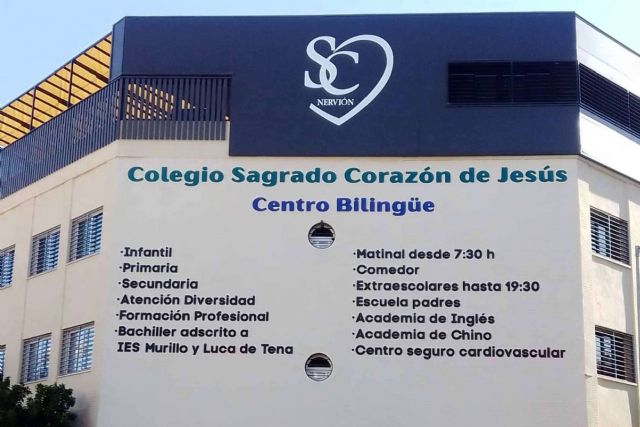 SC
NERVIÓN
Colegio Sagrado Corazón de Jesús
Centro Bilingüe
·Infantil
·Primaria
·Secundaria
·Atención Diversidad
·Formación Profesional
·Bachiller adscrito a
IES Murillo y Luca de Tena
·Matinal desde 7:30 h
·Comedor
·Extraescolares hasta 19:30
·Escuela padres
·Academia de Inglés
·Academia de Chino
·Centro seguro cardiovascular